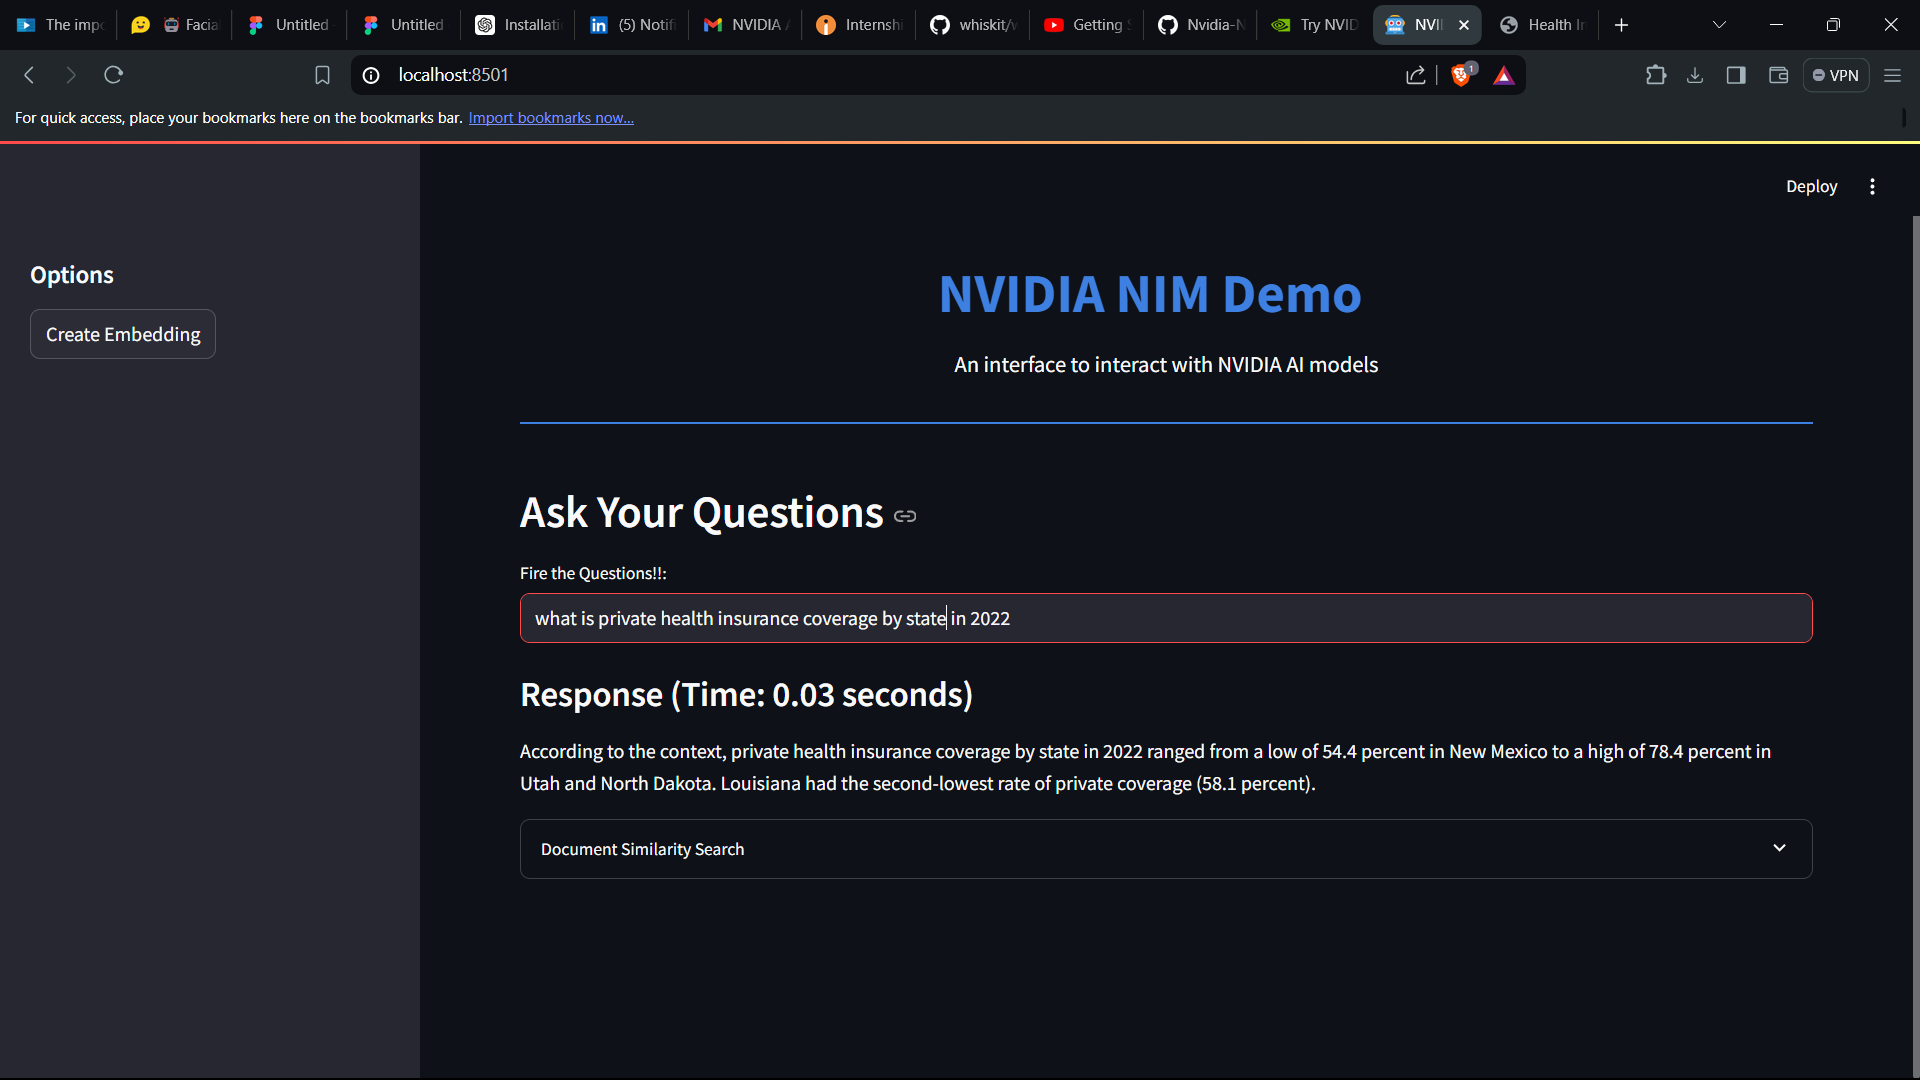 The imp
Facia
Untitled
Untitled
Installati
(5) Notif
NVIDIA
Internshi
whiskit/
Getting
Nvidia-N
Try NVID
NVI
Health In
localhost:8501
1
VPN
For quick access, place your bookmarks here on the bookmarks bar. Import bookmarks now...
Deploy
Options
Create Embedding
NVIDIA NIM Demo
An interface to interact with NVIDIA AI models
Ask Your Questions
Fire the Questions!!:
what is private health insurance coverage by state in 2022
Response (Time: 0.03 seconds)
According to the context, private health insurance coverage by state in 2022 ranged from a low of 54.4 percent in New Mexico to a high of 78.4 percent in
Utah and North Dakota. Louisiana had the second-lowest rate of private coverage (58.1 percent).
Document Similarity Search